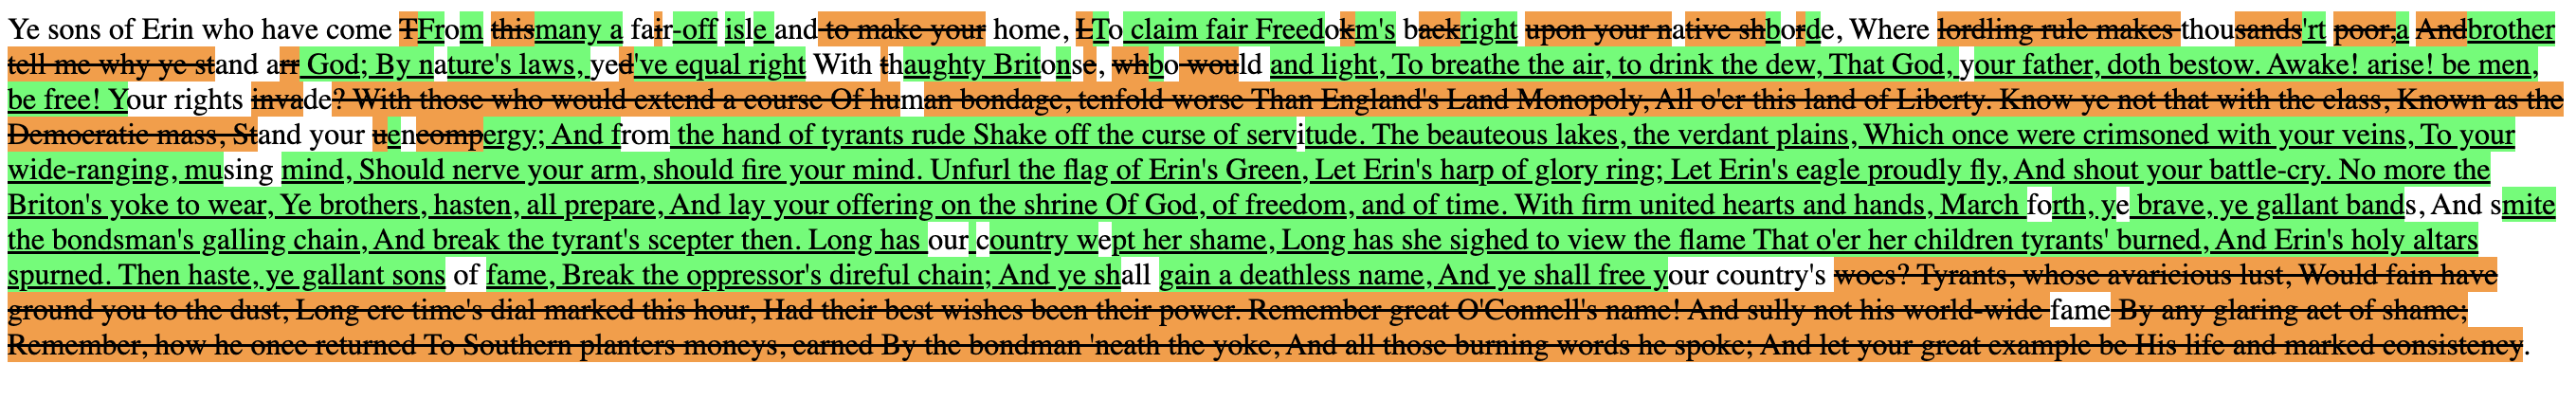 Ye sons of Erin who have come TFrom thismany a fair-off isle and to make your home, LTo claim fair Freedokm's backright upon your native shborde, Where lordling rule makes thousands'rt poor,a Andbrother
tell me why ye stand arr God; By nature's laws, yed've equal right With thaughty Britonse, whbo would and light, To breathe the air, to drink the dew, That God, your father, doth bestow. Awake! arise! be men,
be free! Your rights invade? With those who would extend a course Of human bondage, tenfold worse Than England's Land Monopoly, All o'er this land of Liberty. Know ye not that with the class, Known as the
Democratic mass, Stand your uencompergy; And from the hand of tyrants rude Shake off the curse of servitude. The beauteous lakes, the verdant plains, Which once were crimsoned with your veins, To your
wide-ranging, musing mind, Should nerve your arm, should fire your mind. Unfurl the flag of Erin's Green, Let Erin's harp of glory ring; Let Erin's eagle proudly fly, And shout your battle-cry. No more the
Briton's yoke to wear, Ye brothers, hasten, all prepare, And lay your offering on the shrine Of God, of freedom, and of time. With firm united hearts and hands, March forth, ye brave, ye gallant bands, And smite
the bondsman's galling chain, And break the tyrant's scepter then. Long has our country wept her shame, Long has she sighed to view the flame That o'er her children tyrants' burned, And Erin's holy altars
spurned. Then haste, ye gallant sons of fame, Break the oppressor's direful chain; And ye shall gain a deathless name, And ye shall free your country's woes? Tyrants, whose avaricious lust, Would fain have
ground you to the dust, Long ere time's dial marked this hour, Had their best wishes been their power. Remember great O'Connell's name! And sully not his world-wide fame By any glaring act of shame;
Remember, how he once returned To Southern planters moneys, earned By the bondman 'neath the yoke, And all those burning words he spoke; And let your great example be His life and marked consistency.